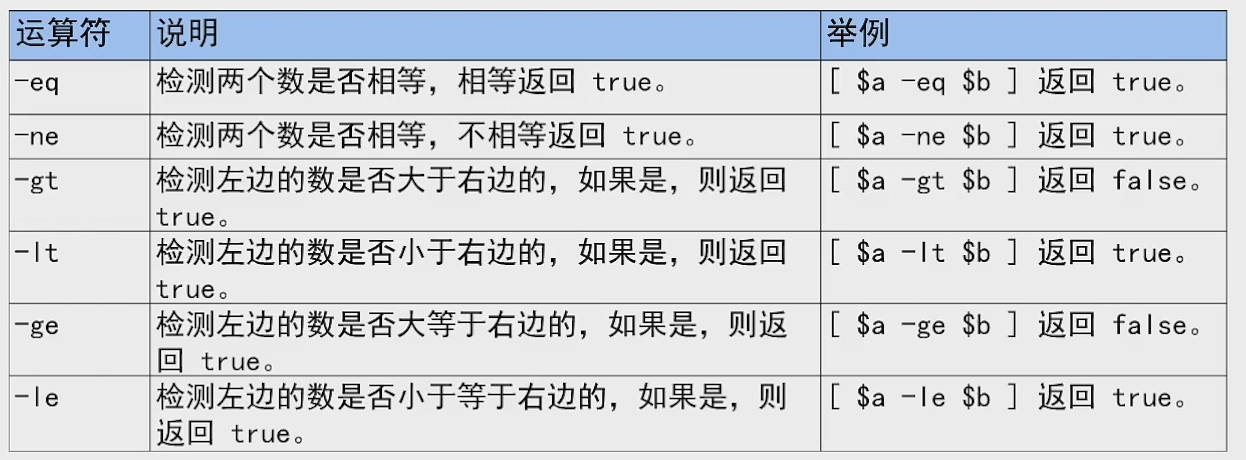 运算符 说明 举例
-eq 检测两个数是否相等，相等返回 true。 [ $a -eq $b ] 返回 true。
-ne 检测两个数是否相等，不相等返回 true。 [ $a -ne $b ] 返回 true。
-gt 检测左边的数是否大于右边的，如果是，则返回 [ $a -gt $b ] 返回 false。
true。
-lt 检测左边的数是否小于右边的，如果是，则返回 [ $a -lt $b ] 返回 true。
true。
-ge 检测左边的数是否大等于右边的，如果是，则返 [ $a -ge $b ] 返回 false。
回 true。
-le 检测左边的数是否小于等于右边的，如果是，则 [ $a -le $b ] 返回 true。
返回 true。